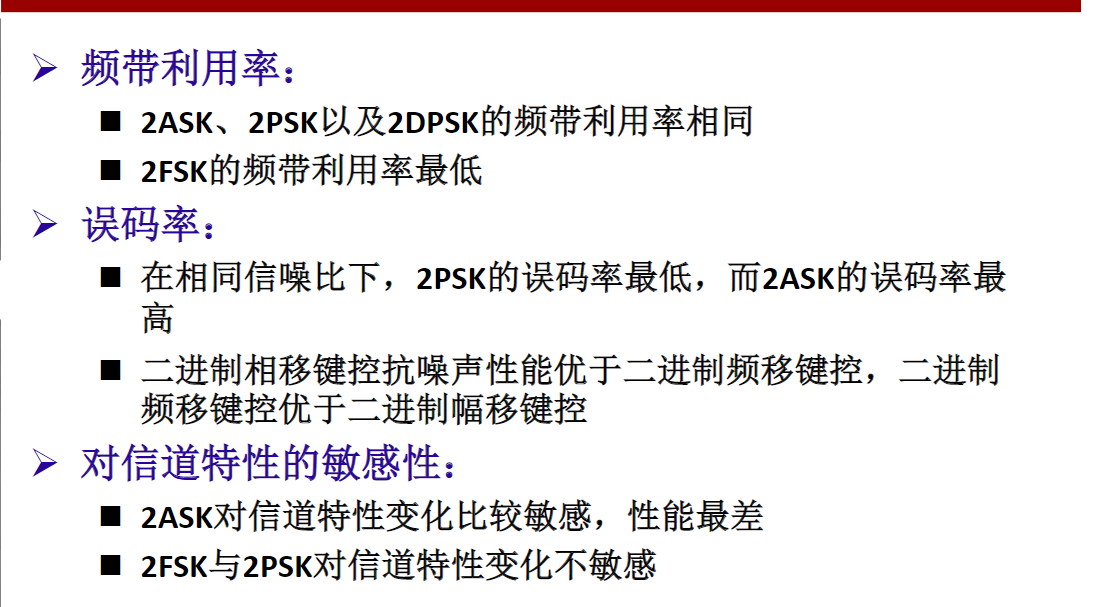 频带利用率：
2ASK、2PSK以及2DPSK的频带利用率相同
2FSK的频带利用率最低
误码率：
在相同信噪比下，2PSK的误码率最低，而2ASK的误码率最
高
二进制相移键控抗噪声性能优于二进制频移键控，二进制
频移键控优于二进制幅移键控
对信道特性的敏感性：
2ASK对信道特性变化比较敏感，性能最差
2FSK与2PSK对信道特性变化不敏感